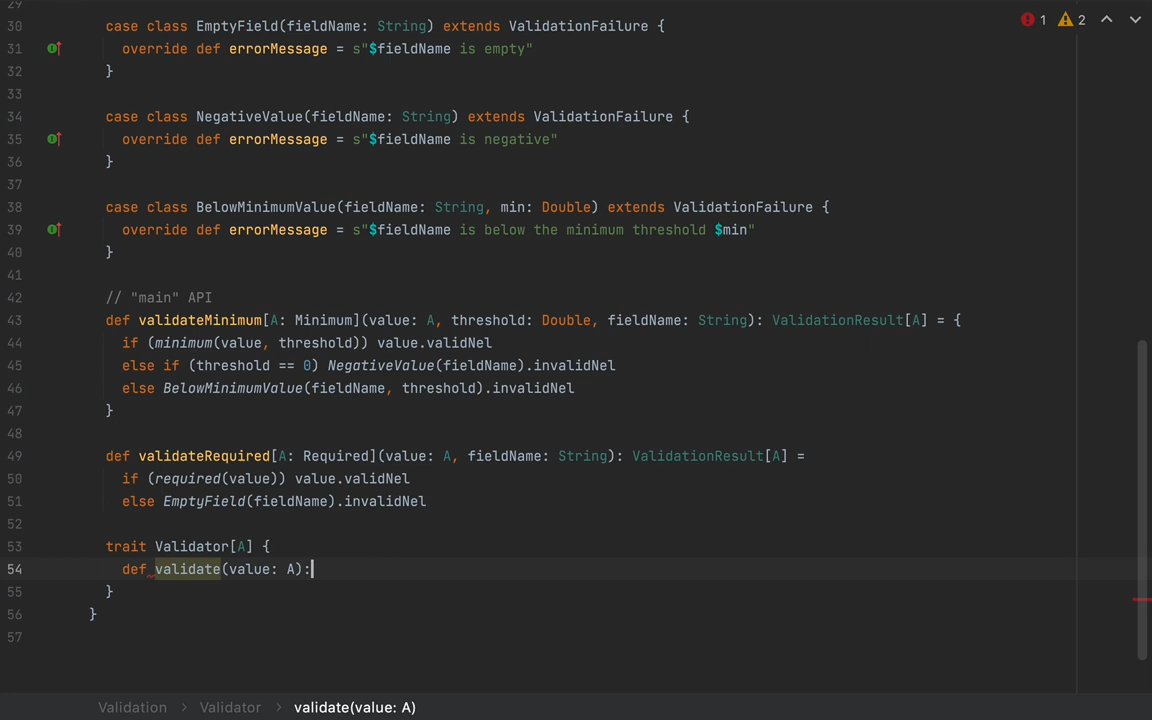 29
30 case class EmptyField(fieldName: String) extends ValidationFailure {
31 override def errorMessage = s"$fieldName is empty"
32 }
33
34 case class NegativeValue(fieldName: String) extends ValidationFailure {
35 override def errorMessage = s"$fieldName is negative"
36 }
37
38 case class BelowMinimumValue(fieldName: String, min: Double) extends ValidationFailure {
39 override def errorMessage = s"$fieldName is below the minimum threshold $min"
40 }
41
42 // "main" API
43 def validateMinimum[A: Minimum](value: A, threshold: Double, fieldName: String): ValidationResult[A] = {
44 if (minimum(value, threshold)) value.validNel
45 else if (threshold == 0) NegativeValue(fieldName).invalidNel
46 else BelowMinimumValue(fieldName, threshold).invalidNel
47 }
48
49 def validateRequired[A: Required](value: A, fieldName: String): ValidationResult[A] =
50 if (required(value)) value.validNel
51 else EmptyField(fieldName).invalidNel
52
53 trait Validator[A] {
54 def validate(value: A):
55 }
56 }
57
1 2
Validation > Validator > validate(value: A)